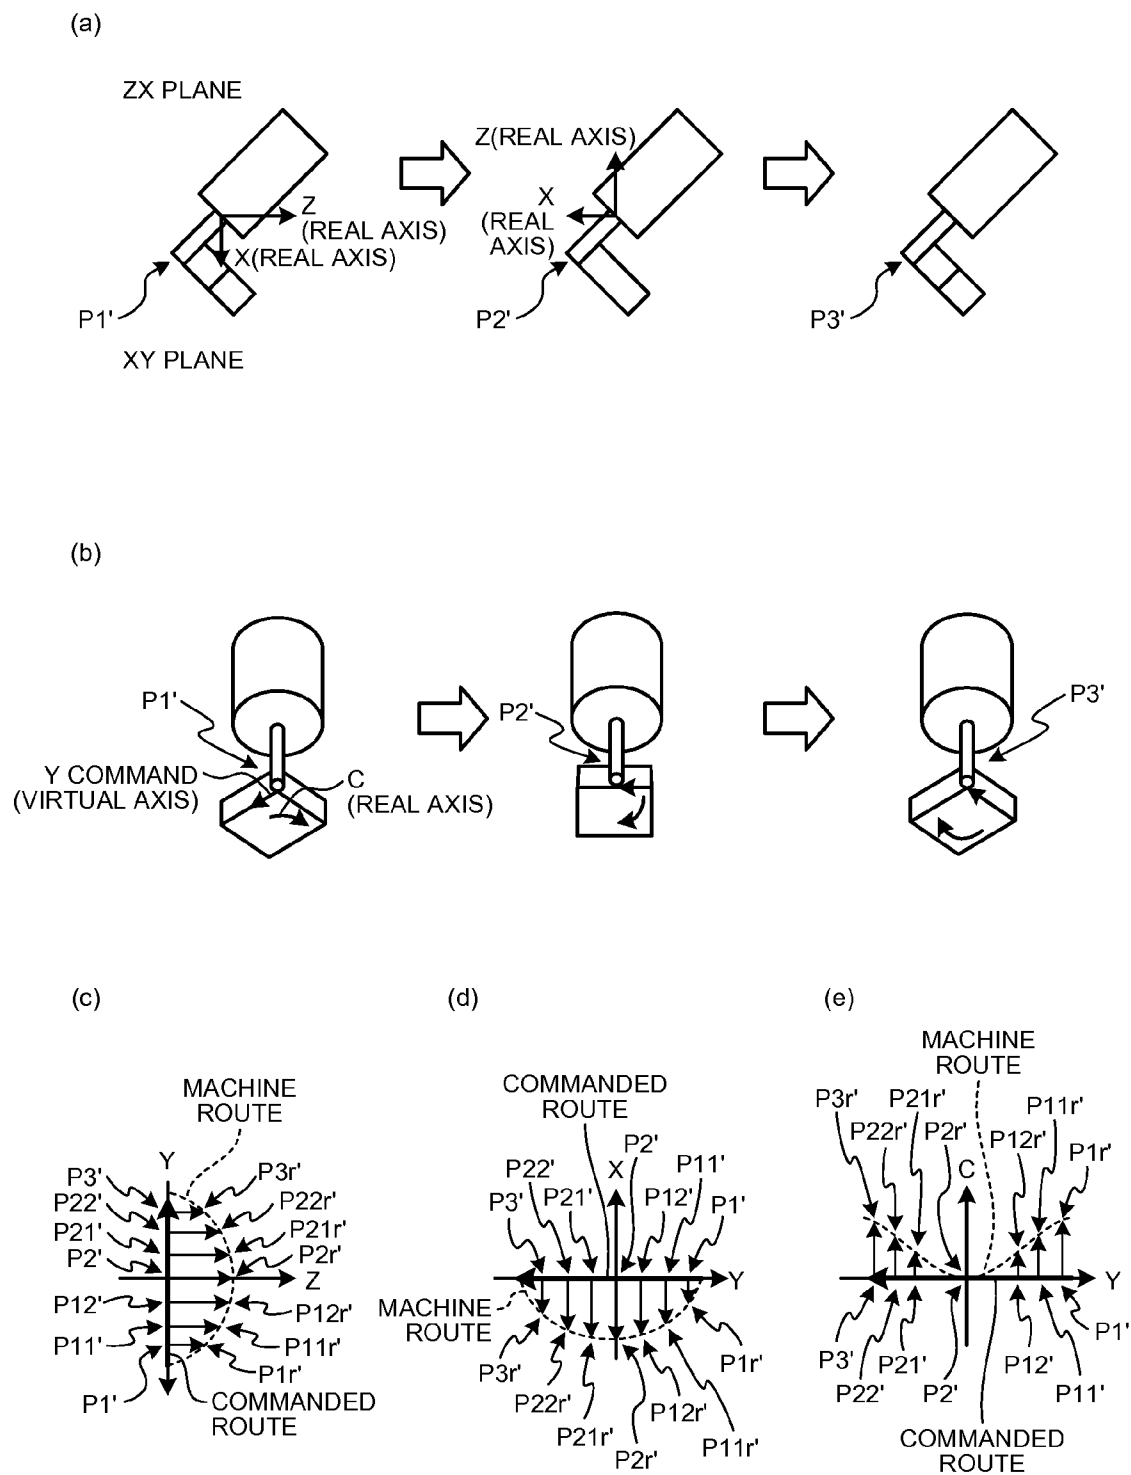 (a)
ZX PLANE
Z
(REAL AXIS)
X(REAL AXIS)
P1'
Z(REAL AXIS)
X
(REAL
AXIS)
P2'
P3'
XY PLANE
(b)
P1'
Y COMMAND
(VIRTUAL AXIS)
C
(REAL AXIS)
P2'
P3'
(c)
MACHINE
ROUTE
Y
P3'
P22'
P21'
P2'
P12'
P11'
P1'
P3r'
P22r'
P21r'
P2r'
Z
P12r'
P11r'
P1r'
COMMANDED
ROUTE
(d)
COMMANDED
ROUTE
P2'
X
P22'
P11'
P3'
P21'
P12'
P1'
Y
MACHINE
ROUTE
P3r'
P22r'
P21r'
P2r'
P12r'
P11r'
P1r'
(e)
MACHINE
ROUTE
P3r'
P21r'
P11r'
P22r'
P2r'
P12r'
P1r'
C
Y
P3'
P22'
P21'
P2'
P12'
P11'
P1'
COMMANDED
ROUTE